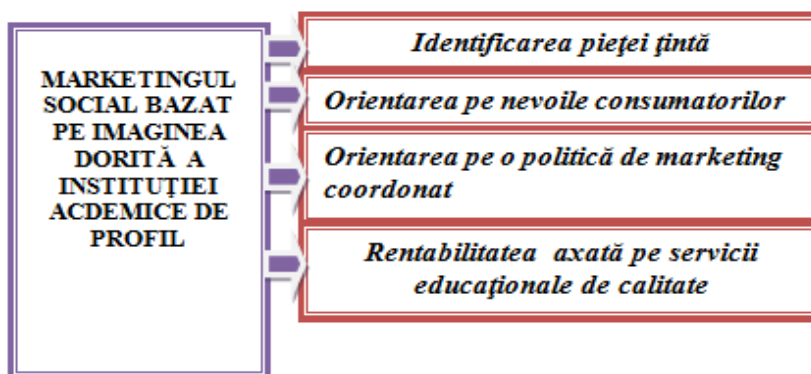 MARKETINGUL
SOCIAL BAZAT
PE IMAGINEA
DORITĂ A
INSTITUŢIEI
ACDEMICE DE
PROFIL
Identificarea pieţei ţintă
Orientarea pe nevoile consumatorilor
Orientarea pe o politică de marketing
coordonat
Rentabilitatea axată pe servicii
educaţionale de calitate